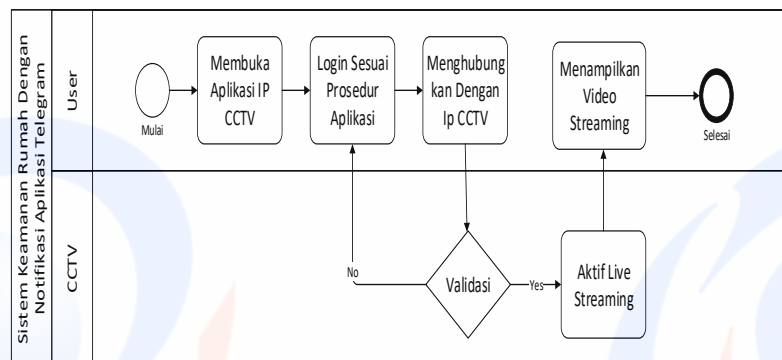 Sistem Keamanan Rumah Dengan
Notifikasi Aplikasi Telegram
User
Mulai
Membuka
Aplikasi IP
CCTV
Login Sesuai
Prosedur
Aplikasi
Menghubung
kan Dengan
Ip CCTV
Menampilkan
Video
Streaming
Selesai
CCTV
No
Validasi
Yes
Aktif Live
Streaming